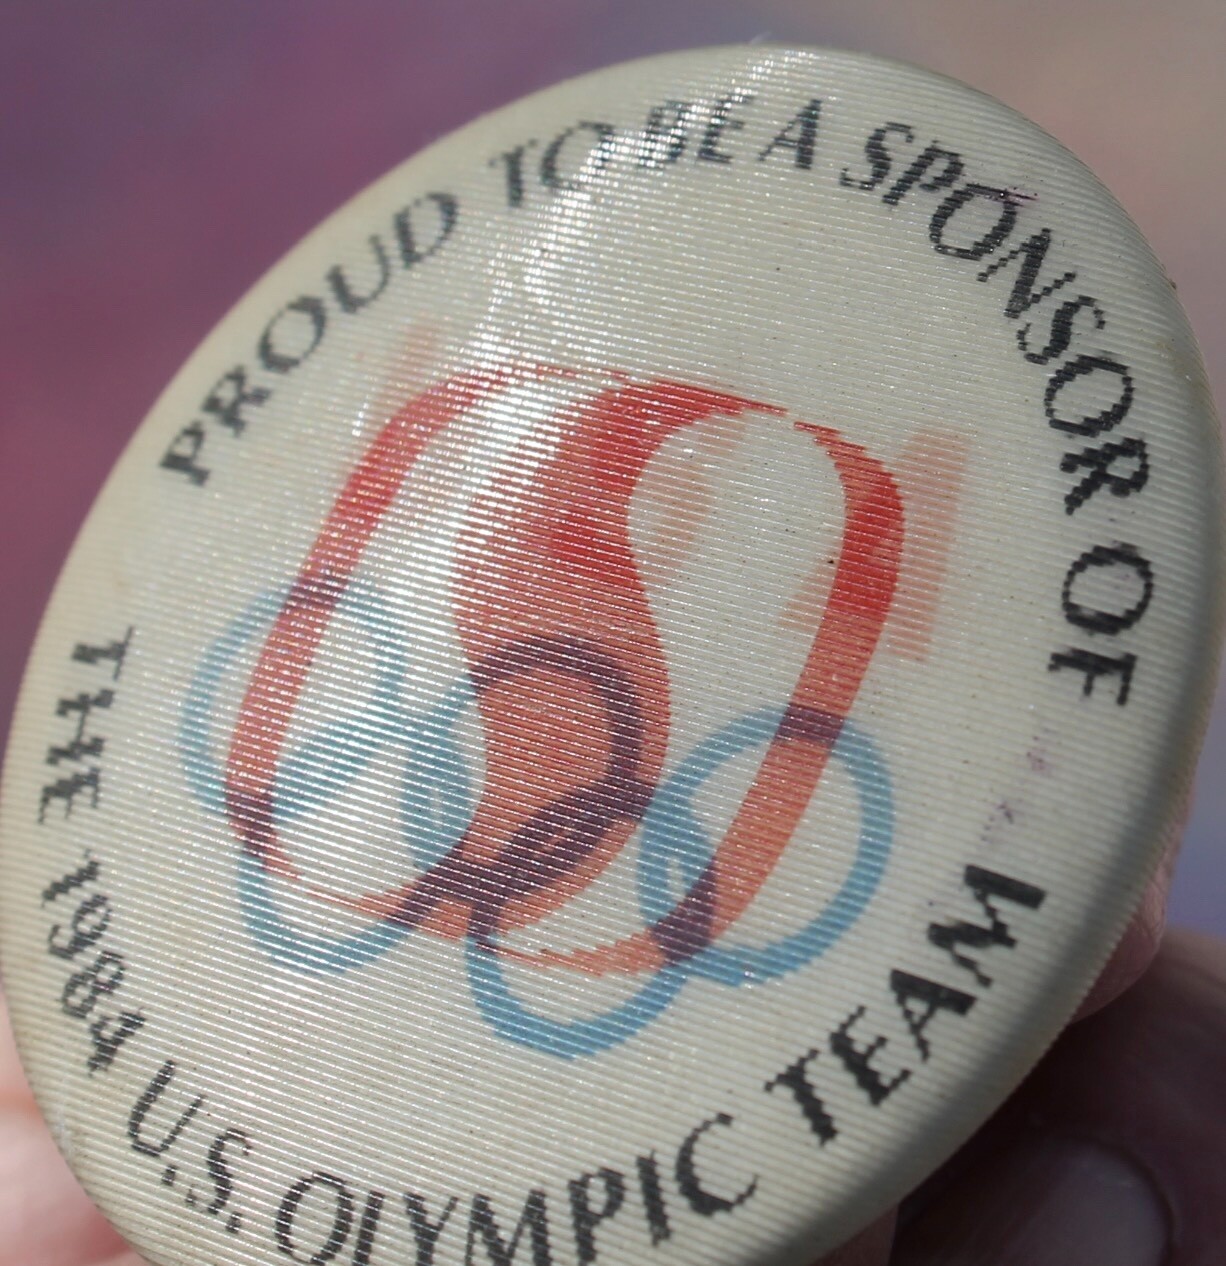 PROUD TO BE A SPONSOR OF
THE 1984 U.S. OLYMPIC TEAM